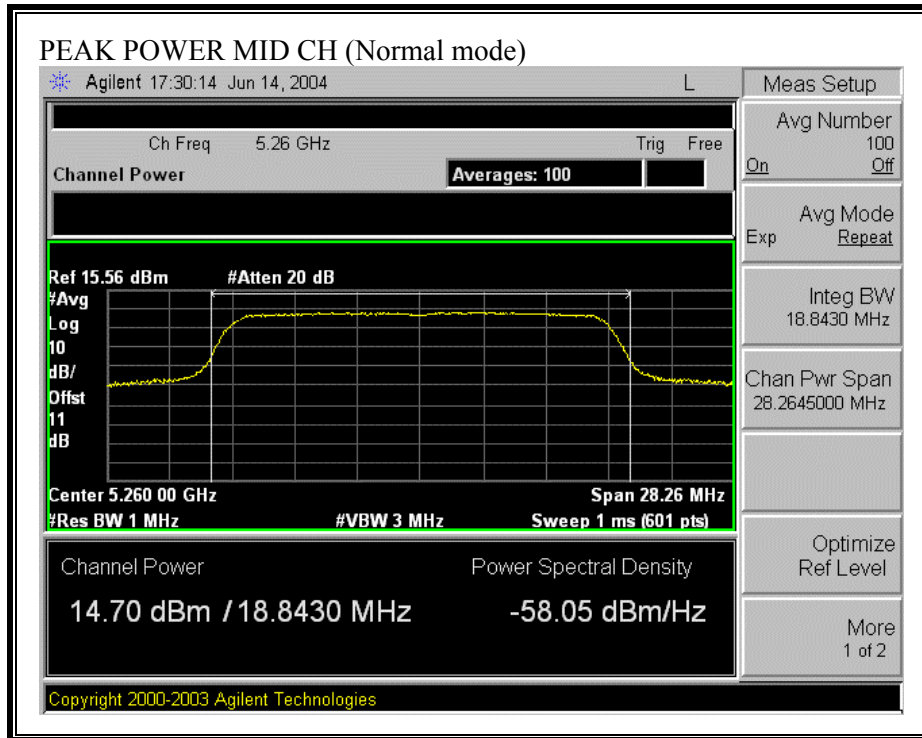 PEAK POWER MID CH (Normal mode)
Agilent 17:30:14 Jun 14, 2004 L
Ch Freq 5.26 GHz Trig Free
Channel Power Averages: 100
Ref 15.56 dBm #Atten 20 dB
#Avg
Log
10
dB/
Offst
11
dB
Center 5.260 00 GHz Span 28.26 MHz
#Res BW 1 MHz #VBW 3 MHz Sweep 1 ms (601 pts)
Channel Power Power Spectral Density
14.70 dBm / 18.8430 MHz -58.05 dBm/Hz
Copyright 2000-2003 Agilent Technologies
Meas Setup
Avg Number
100
On Off
Avg Mode
Exp Repeat
Integ BW
18.8430 MHz
Chan Pwr Span
28.2645000 MHz
Optimize
Ref Level
More
1 of 2